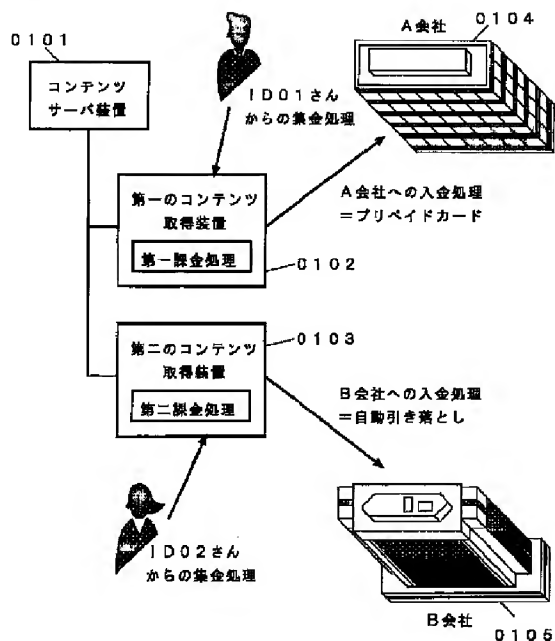 0101
コンテンツ
サーバ装置
ID01さん
からの集金処理
A会社
0104
第一のコンテンツ
取得装置
第一課金処理
0102
A会社への入金処理
=プリペイドカード
第二のコンテンツ
取得装置
第二課金処理
0103
B会社への入金処理
=自動引き落とし
ID02さん
からの集金処理
B会社
0105